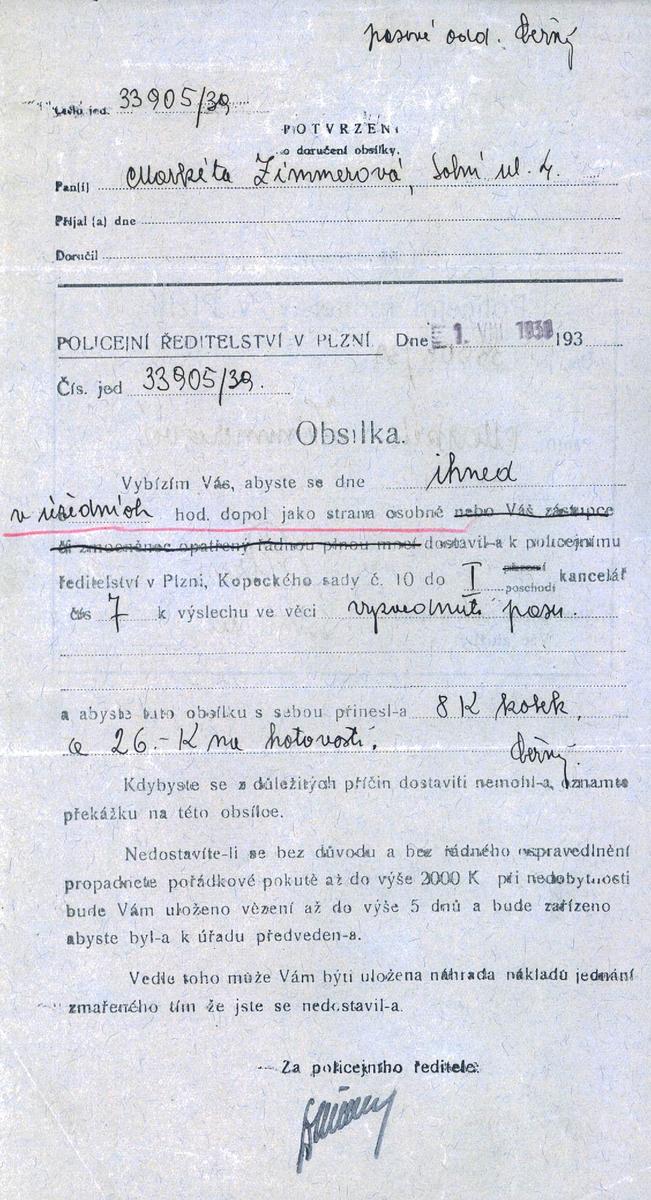 pasové odd. Černý
Číslo jed. 33905/39
POTVRZENÍ
o doručení obsílky.
Pan(í) Markéta Zimmerová, Solní ul. 4.
Přijal (a) dne
Doručil
POLICEJNÍ ŘEDITELSTVÍ V PLZNI. Dne 1. VIII. 1939 193
Čís. jed 33905/39.
Obsílka.
Vybízím Vás, abyste se dne ihned
v úředních hod. dopol jako strana osobně nebo Váš zástupce
či zmocněnec opatřený řádnou plnou mocí dostavil-a k policejnímu
ředitelství v Plzni, Kopeckého sady č. 10 do I poschodí kancelář
čís 7 k výslechu ve věci vyzvednutí pasu.
a abyste tuto obsílku s sebou přinesl-a 8 K kolek,
a 26.- K na hotovosti. Černý.
Kdybyste se z důležitých příčin dostaviti nemohl-a, oznamte
překážku na této obsílce.
Nedostavíte-li se bez důvodu a bez řádného ospravedlnění
propadnete pořádkové pokutě až do výše 2000 K při nedobytnosti
bude Vám uloženo vězení až do výše 5 dnů a bude zařízeno
abyste byl-a k úřadu předveden-a.
Vedle toho může Vám býti uložena náhrada nákladů jednání
zmařeného tím že jste se nedostavil-a.
Za policejního ředitele: